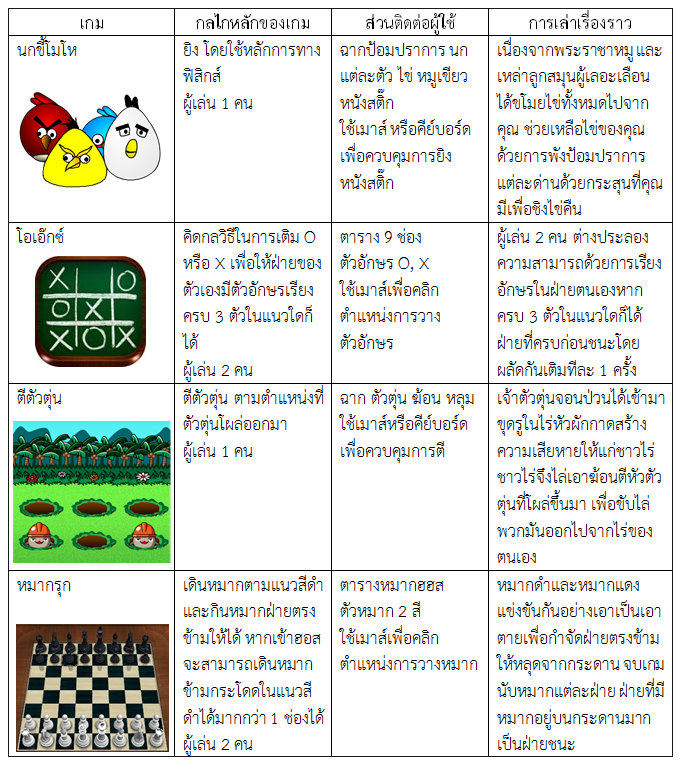 เกม
กลไกหลักของเกม
ส่วนติดต่อผู้ใช้
การเล่าเรื่องราว
นกขี้โมโห
ยิง โดยใช้หลักการทาง
ฟิสิกส์
ผู้เล่น 1 คน
ฉากป้อมปราการ นก
แต่ละตัว ไข่ หมูเขียว
หนังสติ๊ก
ใช้เมาส์ หรือคีย์บอร์ด
เพื่อควบคุมการยิง
หนังสติ๊ก
เนื่องจากพระราชาหมู และ
เหล่าลูกสมุนผู้เลอะเลือน
ได้ขโมยไข่ทั้งหมดไปจาก
คุณ ช่วยเหลือไข่ของคุณ
ด้วยการพังป้อมปราการ
แต่ละด่านด้วยกระสุนที่คุณ
มีเพื่อชิงไข่คืน
โอเอ๊กซ์
X O
O X
X O X
คิดกลวิธีในการเติม O
หรือ X เพื่อให้ฝ่ายของ
ตัวเองมีตัวอักษรเรียง
ครบ 3 ตัวในแนวใดก็
ได้
ผู้เล่น 2 คน
ตาราง 9 ช่อง
ตัวอักษร O, X
ใช้เมาส์เพื่อคลิก
ตำแหน่งการวาง
ตัวอักษร
ผู้เล่น 2 คน ต่างประลอง
ความสามารถด้วยการเรียง
อักษรในฝ่ายตนเองหาก
ครบ 3 ตัวในแนวใดก็ได้
ฝ่ายที่ครบก่อนชนะโดย
ผลัดกันเติมทีละ 1 ครั้ง
ตีตัวตุ่น
ตีตัวตุ่น ตามตำแหน่งที่
ตัวตุ่นโผล่ออกมา
ผู้เล่น 1 คน
ฉาก ตัวตุ่น ฆ้อน หลุม
ใช้เมาส์หรือคีย์บอร์ด
เพื่อควบคุมการตี
เจ้าตัวตุ่นจอมป่วนได้เข้ามา
ขุดรูในไร่หัวผักกาดสร้าง
ความเสียหายให้แก่ชาวไร่
ชาวไร่จึงไล่เอาฆ้อนตีหัวตัว
ตุ่นที่โผล่ขึ้นมา เพื่อขับไล่
พวกมันออกไปจากไร่ของ
ตนเอง
หมากรุก
เดินหมากตามแนวสีดำ
และกินหมากฝ่ายตรง
ข้ามให้ได้ หากเข้าฮอส
จะสามารถเดินหมาก
ข้ามกระโดดในแนวสี
ดำได้มากกว่า 1 ช่องได้
ผู้เล่น 2 คน
ตารางหมากฮฮส
ตัวหมาก 2 สี
ใช้เมาส์เพื่อคลิก
ตำแหน่งการวางหมาก
หมากดำและหมากแดง
แข่งขันกันอย่างเอาเป็นเอา
ตายเพื่อกำจัดฝ่ายตรงข้าม
ให้หลุดจากกระดาน จบเกม
นับหมากแต่ละฝ่าย ฝ่ายที่มี
หมากอยู่บนกระดานมาก
เป็นฝ่ายชนะ